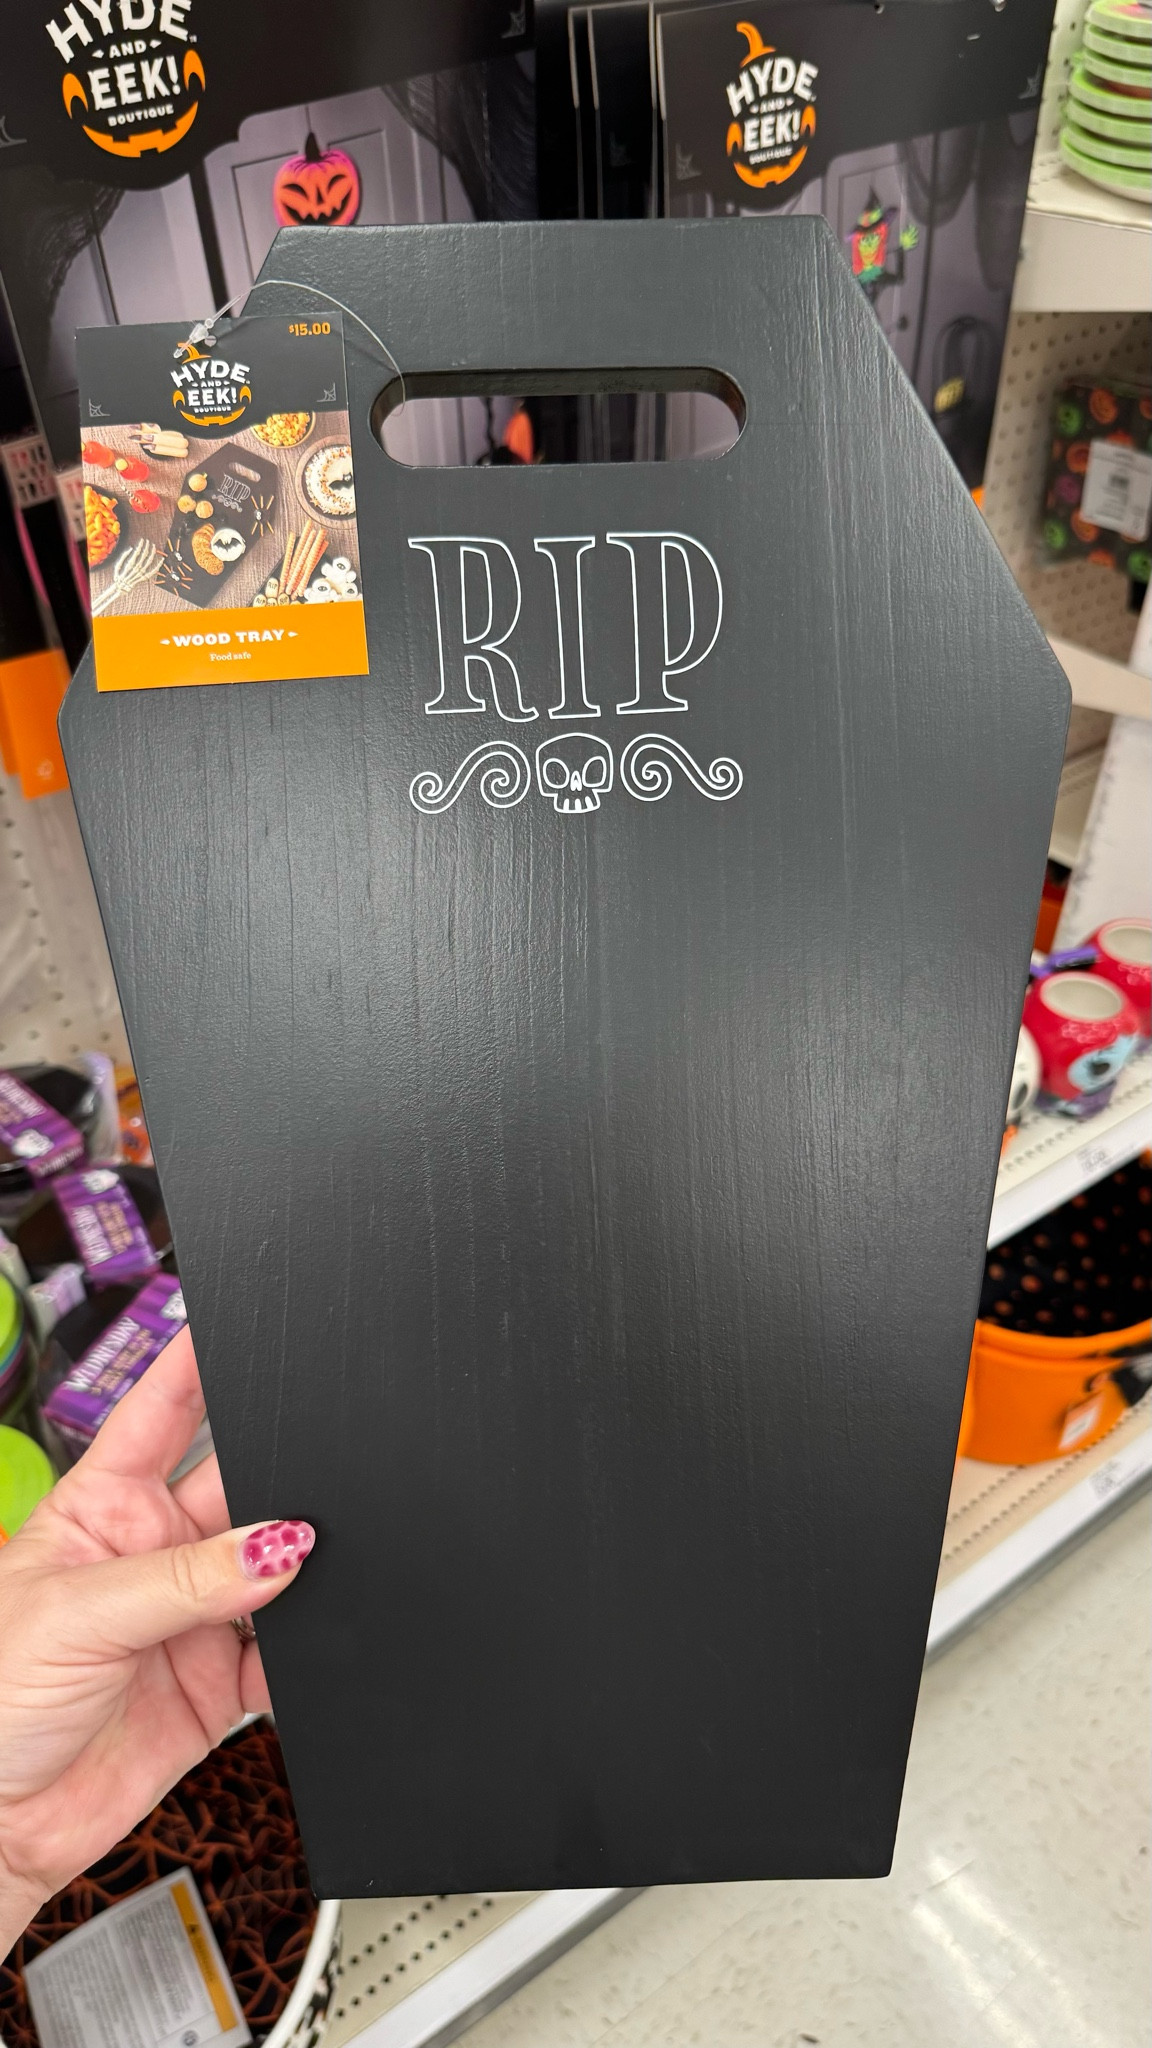 HYDE
AND
EEK!
BOUTIQUE
HYDE
AND
EEK!
BOUTIQUE
$15.00
HYDE
AND
EEK!
BOUTIQUE
RIP
WOOD TRAY
Food safe
RIP
WEDNESDAY